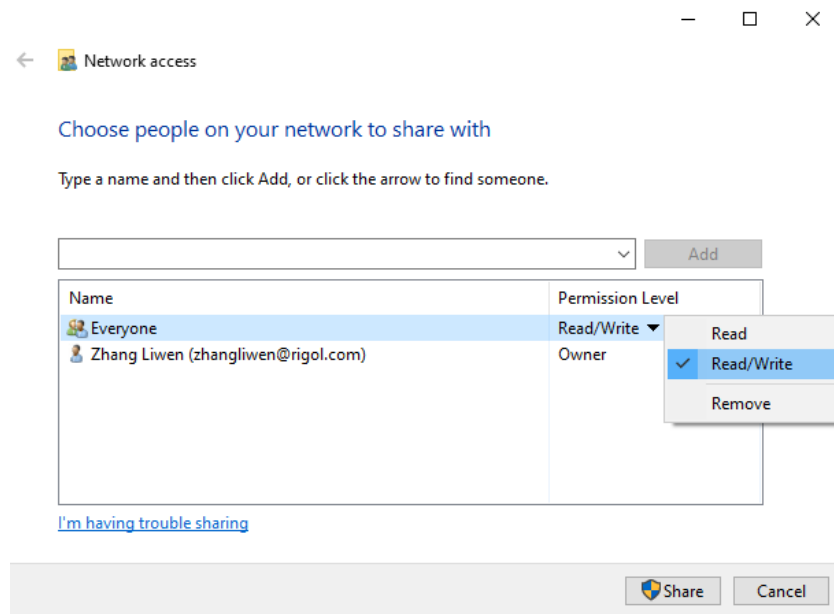 Network access
Choose people on your network to share with
Type a name and then click Add, or click the arrow to find someone.
Add
Name Permission Level
Everyone Read/Write
Zhang Liwen (zhangliwen@rigol.com) Owner
Read
Read/Write
Remove
I'm having trouble sharing
Share Cancel